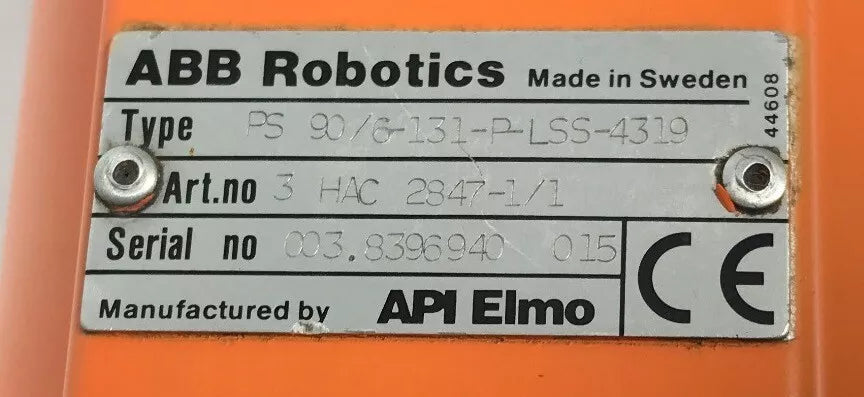 ABB Robotics Made in Sweden
Type PS 90/6-131-P-LSS-4319
44608
Art.no 3 HAC 2847-1/1
Serial no 003.8396940 015
Manufactured by API Elmo
CE